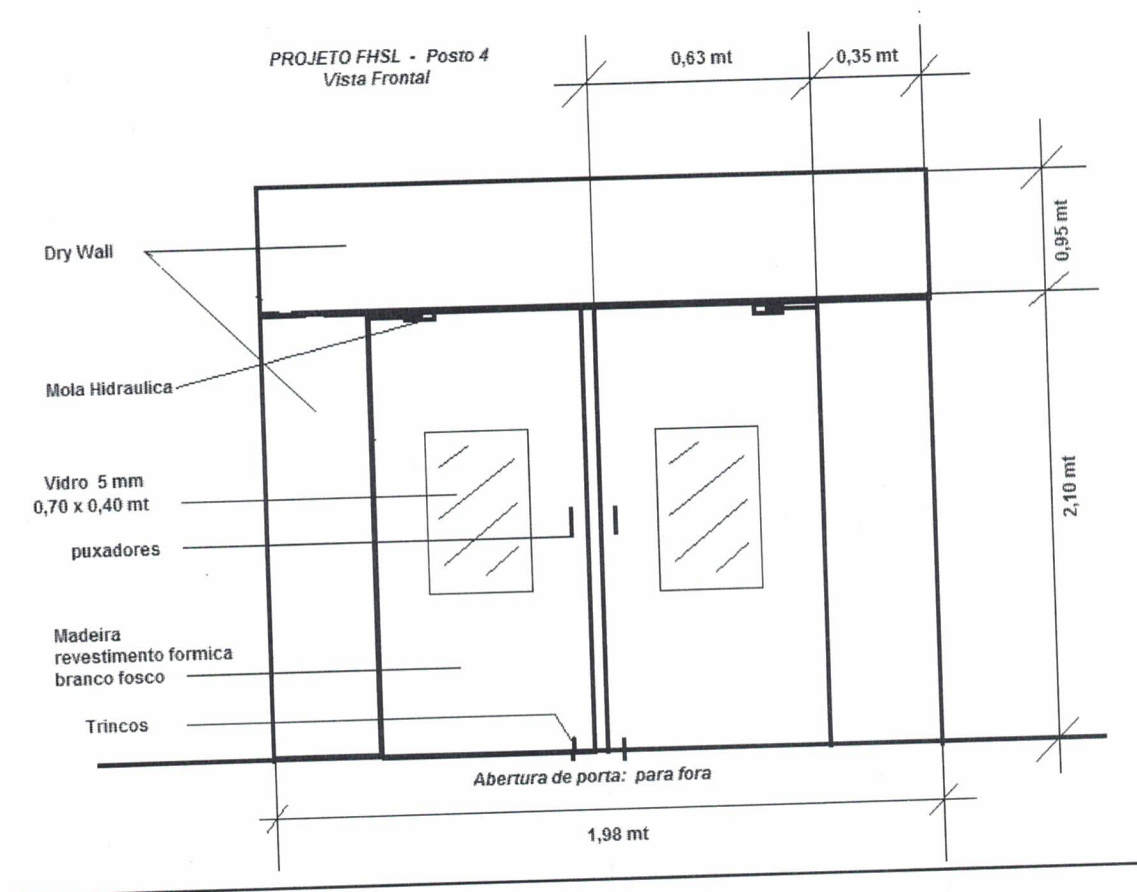 PROJETO FHSL - Posto 4
Vista Frontal
0,63 mt
0,35 mt
0,95 mt
Dry Wall
Mola Hidraulica
Vidro 5 mm
0,70 x 0,40 mt
puxadores
2,10 mt
Madeira
revestimento formica
branco fosco
Trincos
Abertura de porta: para fora
1,98 mt